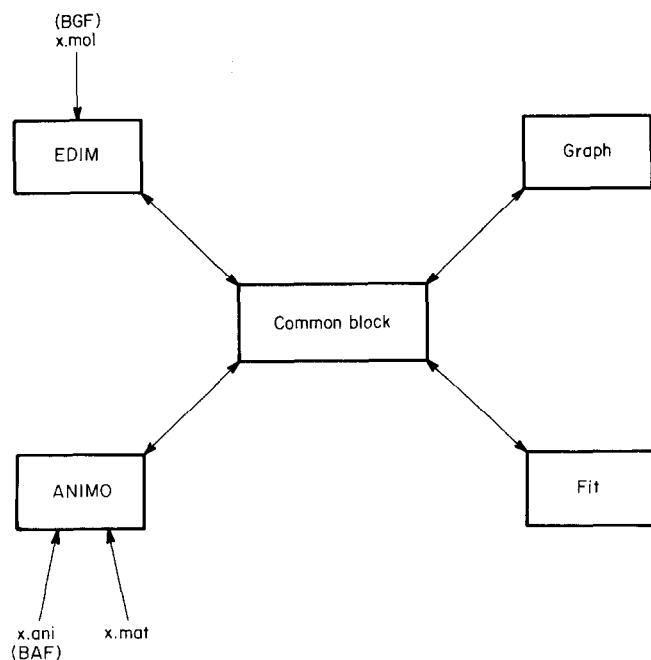 (BGF)
x.mol
EDIM
Graph
Common block
ANIMO
Fit
x.ani
x.mat
(BAF)